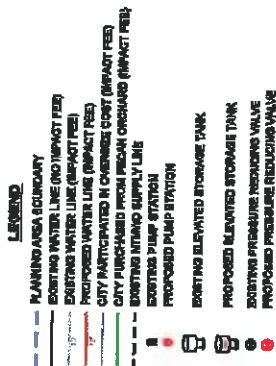 LEGEND
PLANNING AREA BOUNDARY
EXISTING WATER LINE (NO IMPACT FEE)
EXISTING WATER LINE (IMPACT FEE)
PROPOSED WATER LINE (IMPACT FEE)
CITY PARTICIPATED IN OVERSIZE COST (IMPACT FEE)
CITY PURCHASED FROM PECAN ORCHARD (IMPACT FEE)
EXISTING NTMWD SUPPLY LINE
EXISTING PUMP STATION
PROPOSED PUMP STATION
EXISTING ELEVATED STORAGE TANK
PROPOSED ELEVATED STORAGE TANK
EXISTING PRESSURE REDUCING VALVE
PROPOSED PRESSURE REDUCING VALVE